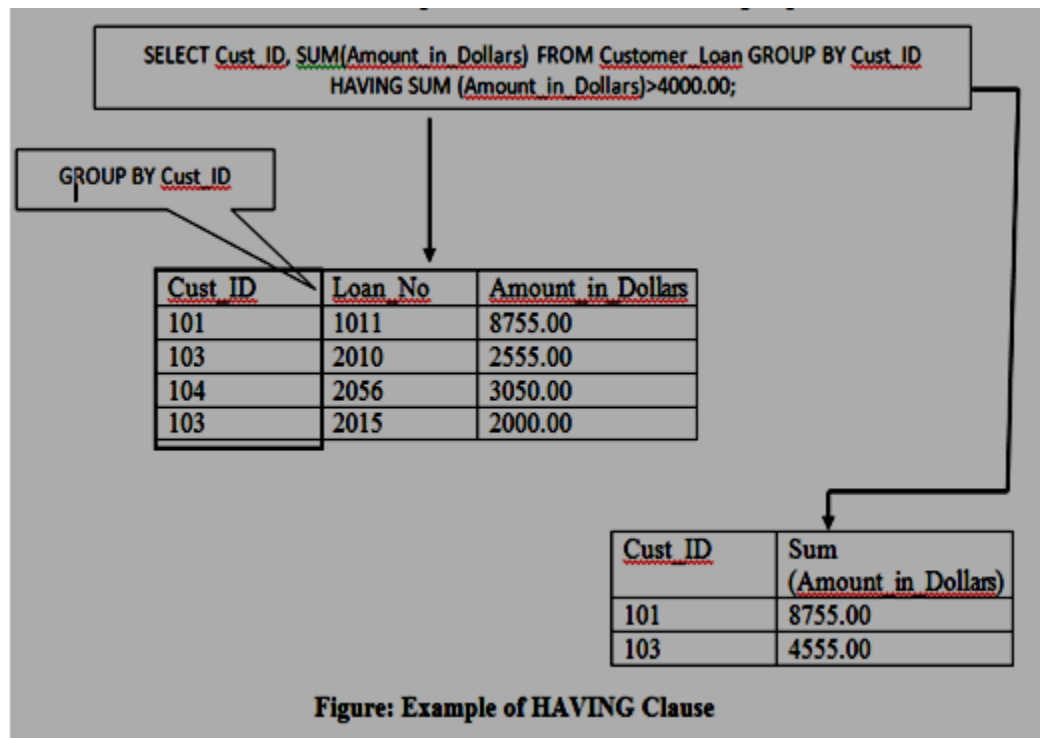 SELECT Cust_ID, SUM(Amount_in_Dollars) FROM Customer_Loan GROUP BY Cust_ID
HAVING SUM (Amount_in_Dollars)>4000.00;
GROUP BY Cust_ID
Cust_ID Loan_No Amount_in_Dollars
101 1011 8755.00
103 2010 2555.00
104 2056 3050.00
103 2015 2000.00
Cust_ID Sum
(Amount_in_Dollars)
101 8755.00
103 4555.00
Figure: Example of HAVING Clause